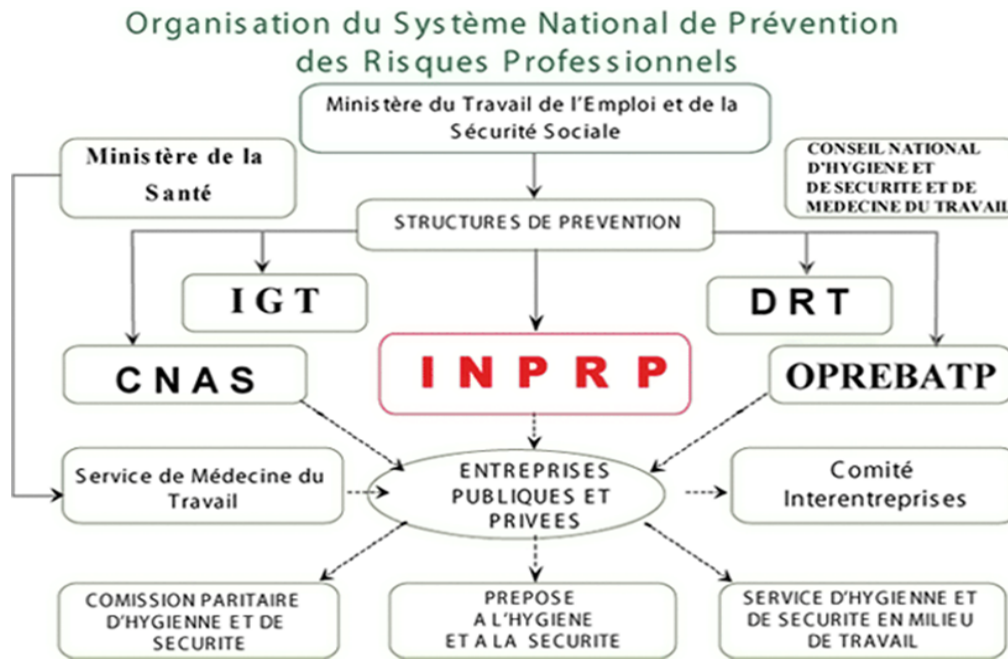 Organisation du Système National de Prévention
des Risques Professionnels
Ministère du Travail de l'Emploi et de la
Sécurité Sociale
Ministère de la
Santé
CONSEIL NATIONAL
D'HYGIENE ET
DE SECURITE ET DE
MEDECINE DU TRAVAIL
STRUCTURES DE PREVENTION
IGT
DRT
CNAS
INPRP
OPREBATP
Service de Médecine du
Travail
ENTREPRISES
PUBLIQUES ET
PRIVEES
Comité
Interentreprises
COMISSION PARITAIRE
D'HYGIENNE ET DE
SECURITE
PREPOSE
A L'HYGIENE
ET A LA SECURITE
SERVICE D'HYGIENNE ET
DE SECURITE EN MILIEU
DE TRAVAIL